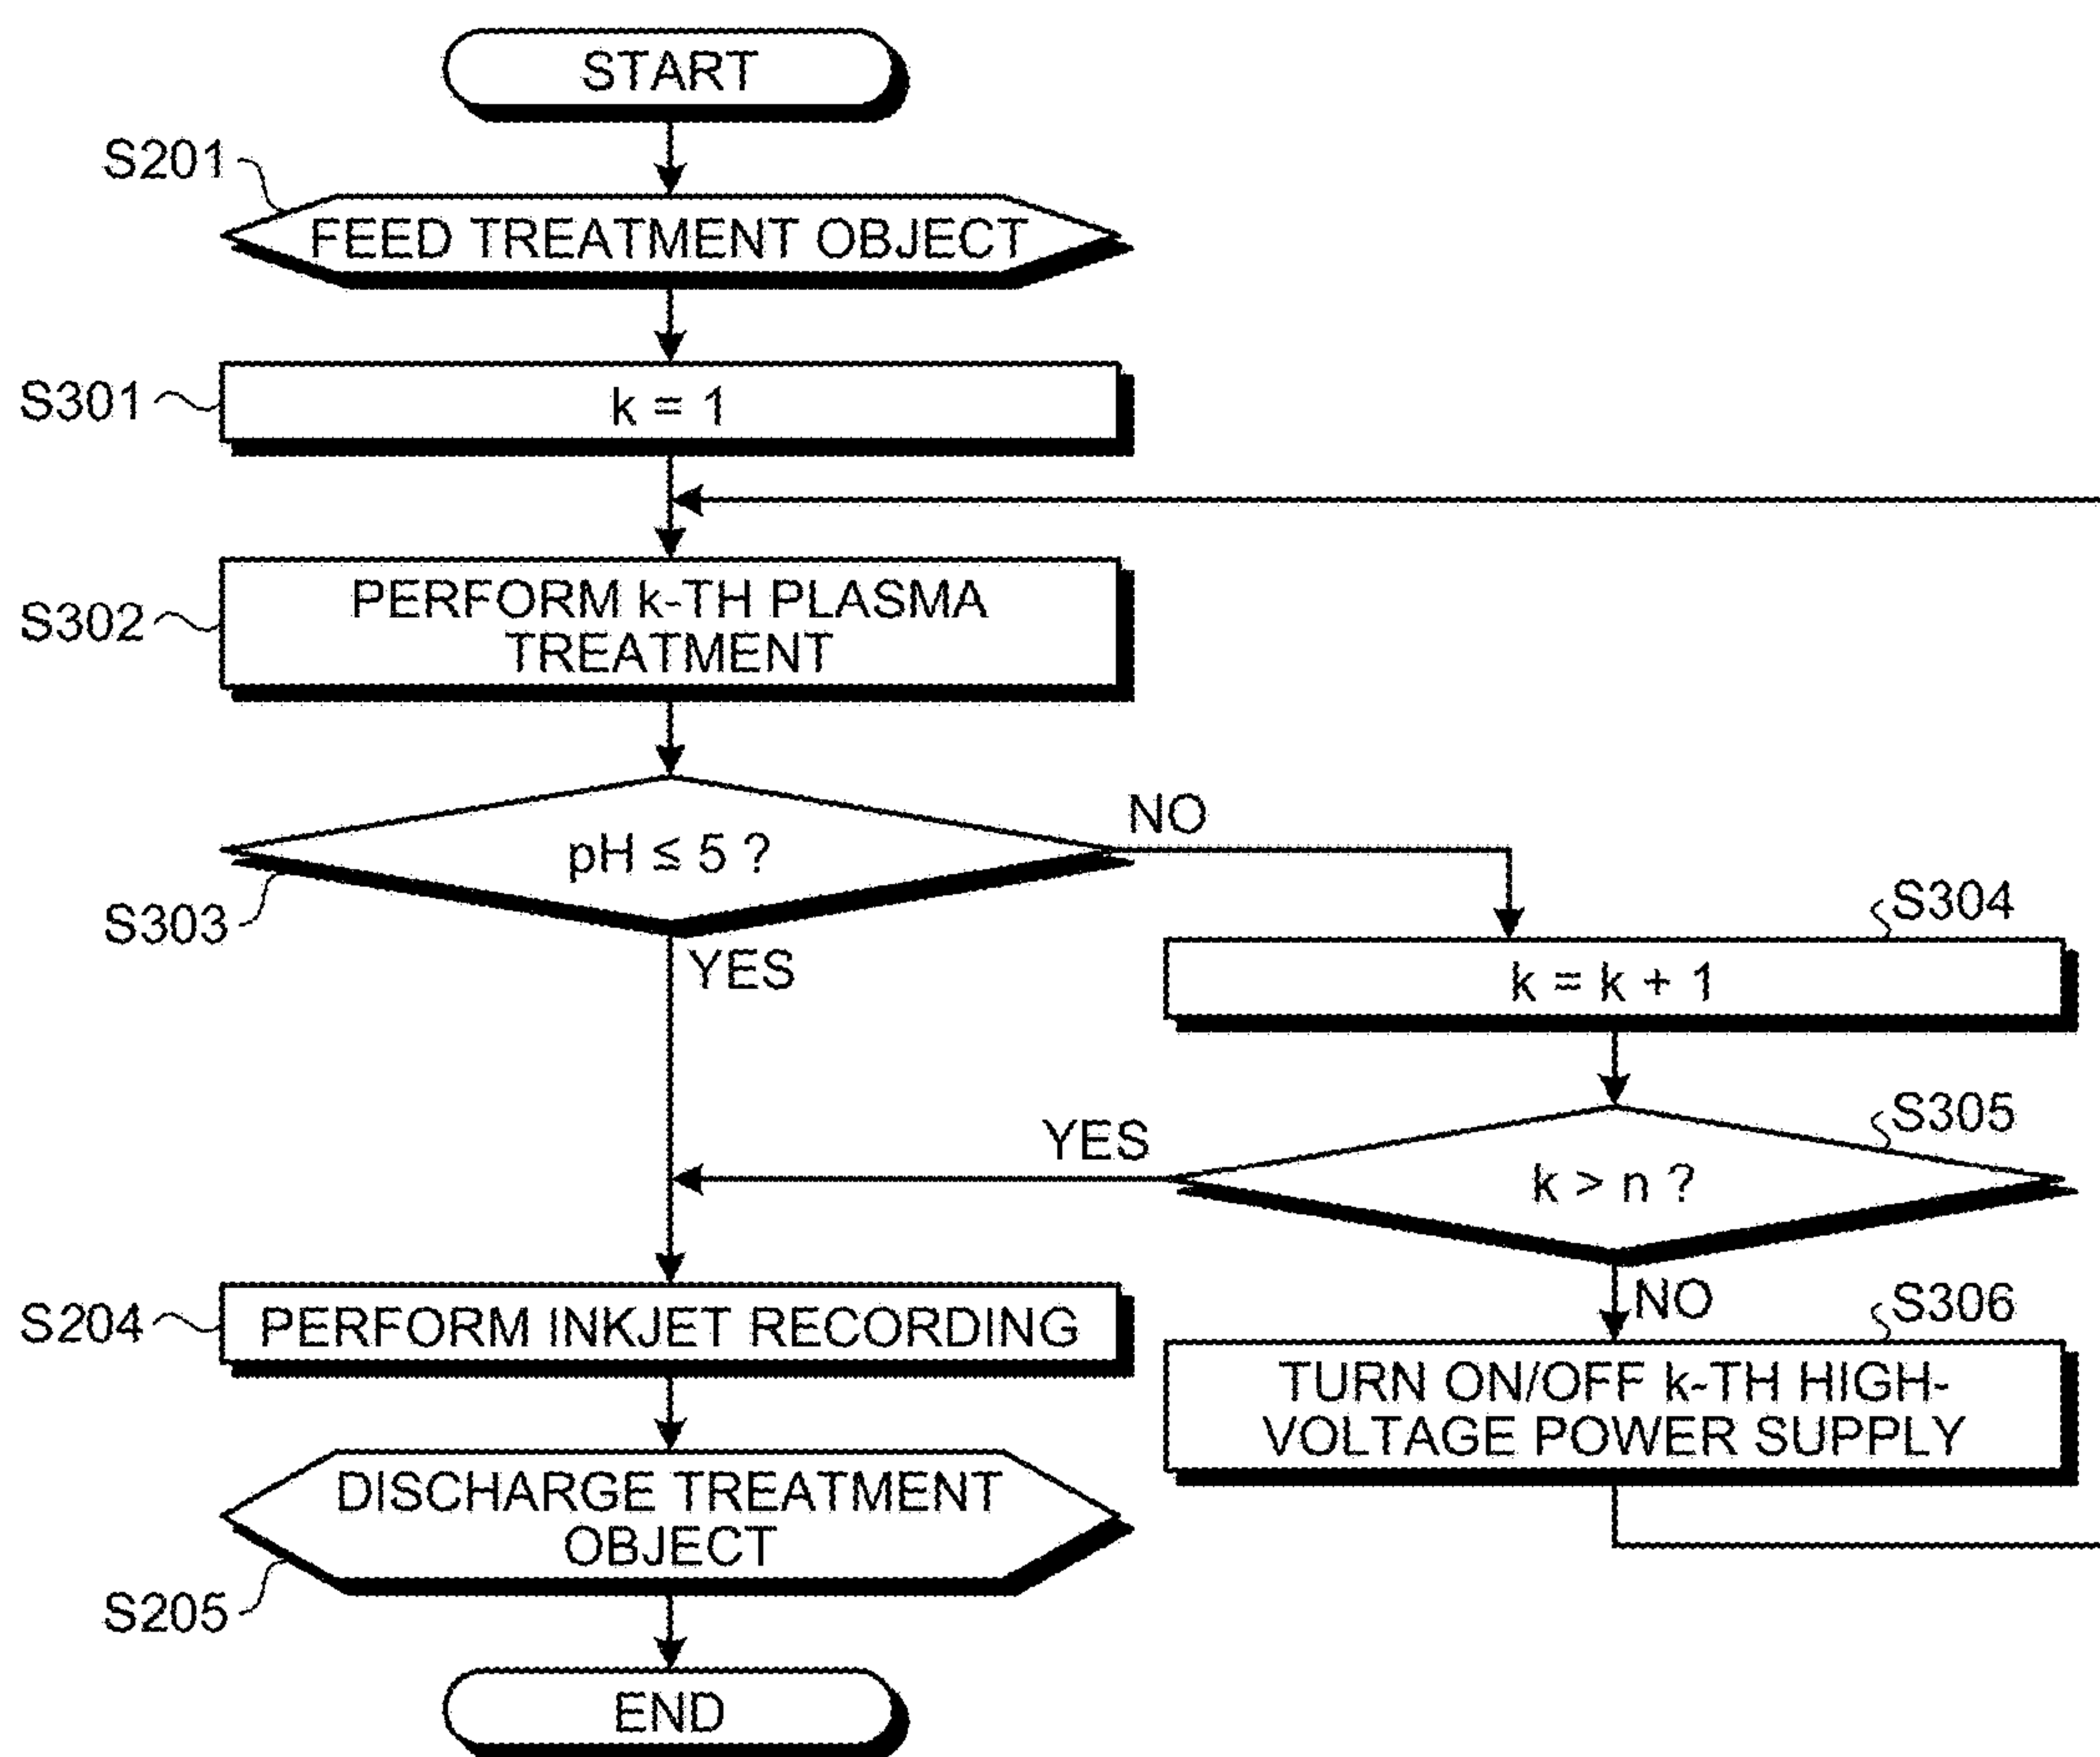 START
S201
FEED TREATMENT OBJECT
S301
k = 1
S302
PERFORM k-TH PLASMA
TREATMENT
S303
pH ≤ 5 ?
NO
YES
S304
k = k + 1
S305
k > n ?
YES
NO
S306
TURN ON/OFF k-TH HIGH-
VOLTAGE POWER SUPPLY
S204
PERFORM INKJET RECORDING
S205
DISCHARGE TREATMENT
OBJECT
END